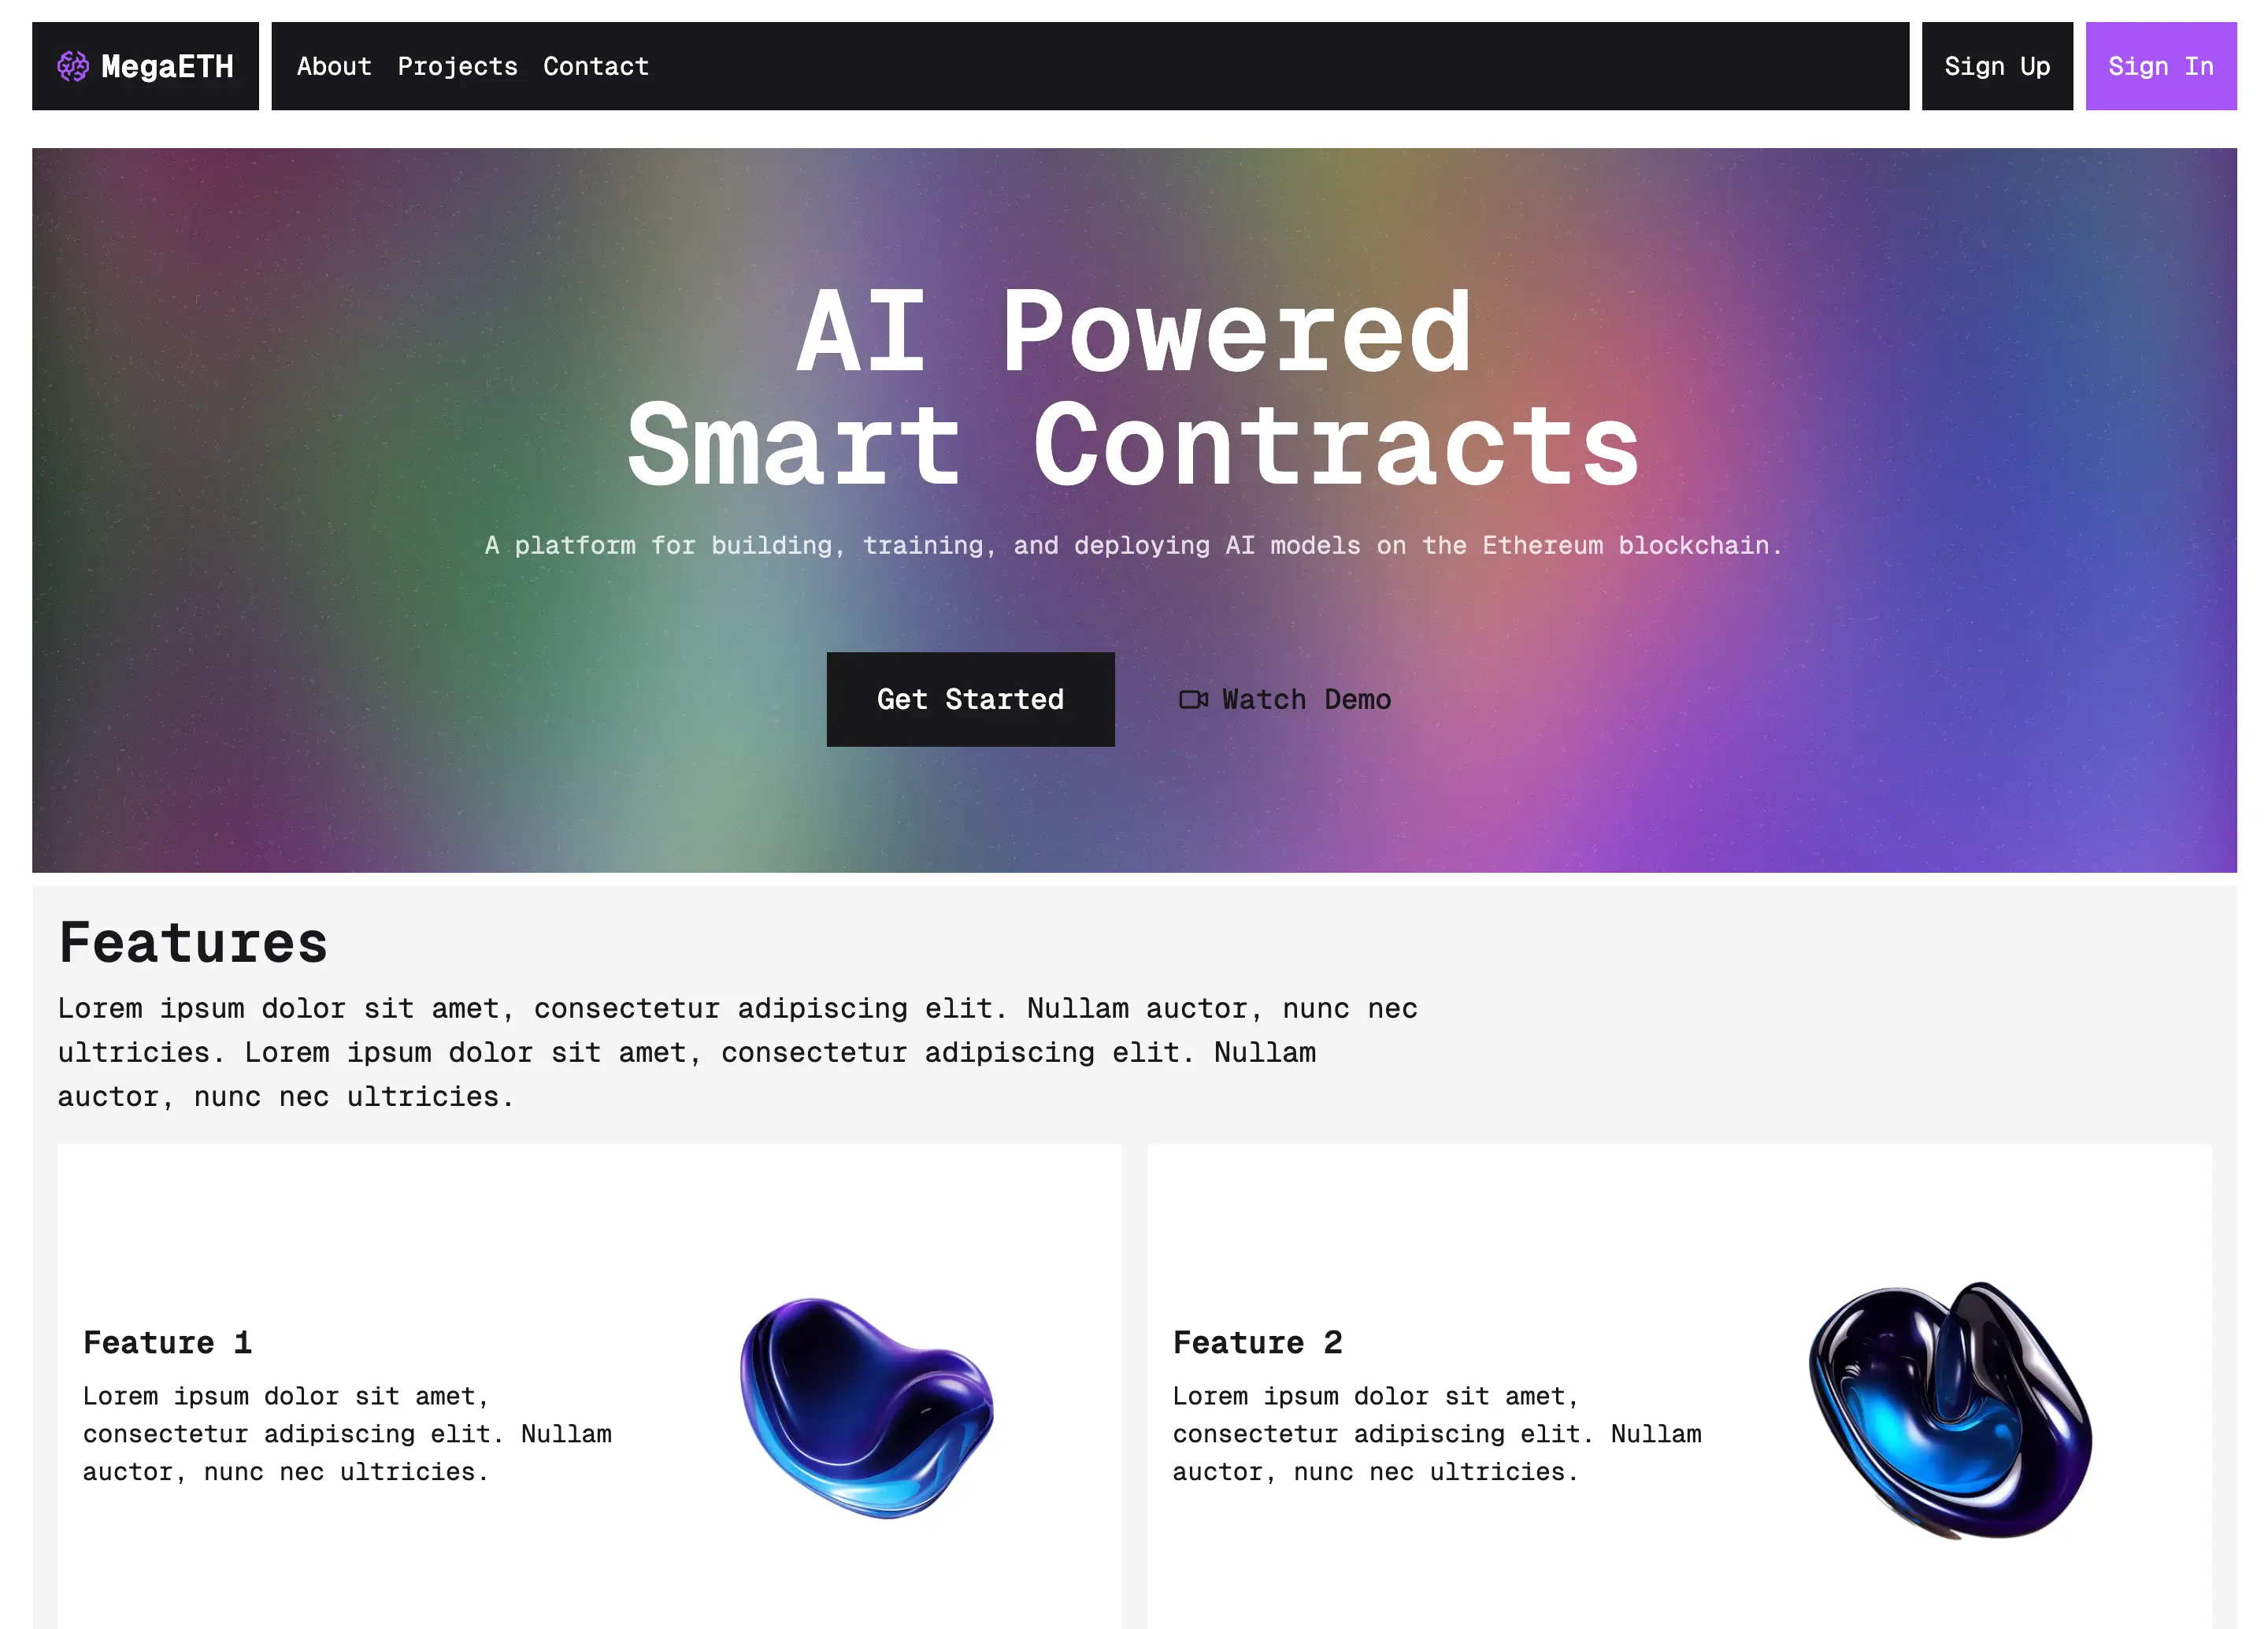 MegaETH
About Projects Contact
Sign Up
Sign In
AI Powered
Smart Contracts
A platform for building, training, and deploying AI models on the Ethereum blockchain.
Get Started
Watch Demo
Features
Lorem ipsum dolor sit amet, consectetur adipiscing elit. Nullam auctor, nunc nec
ultricies. Lorem ipsum dolor sit amet, consectetur adipiscing elit. Nullam
auctor, nunc nec ultricies.
Feature 1
Lorem ipsum dolor sit amet,
consectetur adipiscing elit. Nullam
auctor, nunc nec ultricies.
Feature 2
Lorem ipsum dolor sit amet,
consectetur adipiscing elit. Nullam
auctor, nunc nec ultricies.